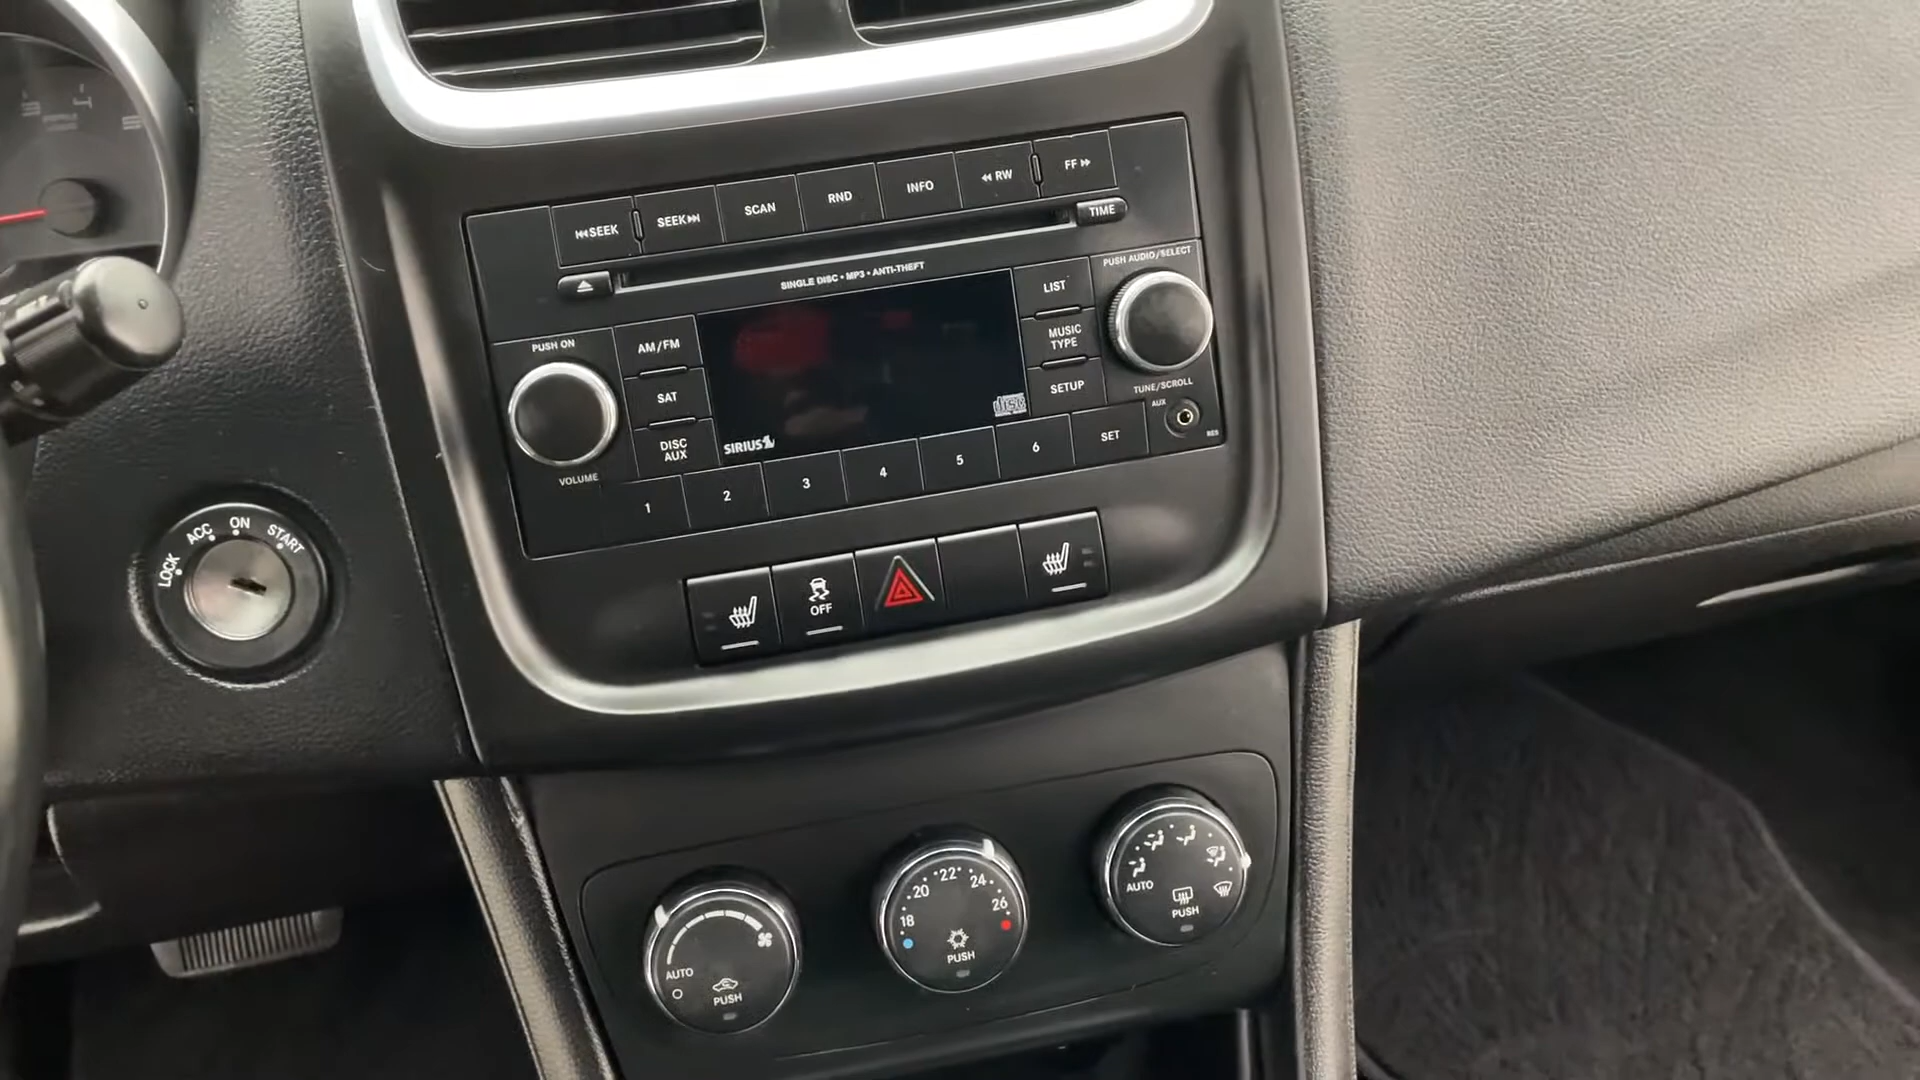 SEEK
SEEK
SCAN
RND
INFO
RW
FF
TIME
SINGLE DISC • MP3 • ANTI-THEFT
PUSH AUDIO/SELECT
LIST
PUSH ON
AM/FM
MUSIC
TYPE
SAT
SETUP
TUNE/SCROLL
disc
AUX
DISC
AUX
SIRIUS
VOLUME
1
2
3
4
5
6
SET
RES
LOCK
ACC
ON
START
OFF
AUTO
PUSH
18
20
22
24
26
PUSH
AUTO
PUSH